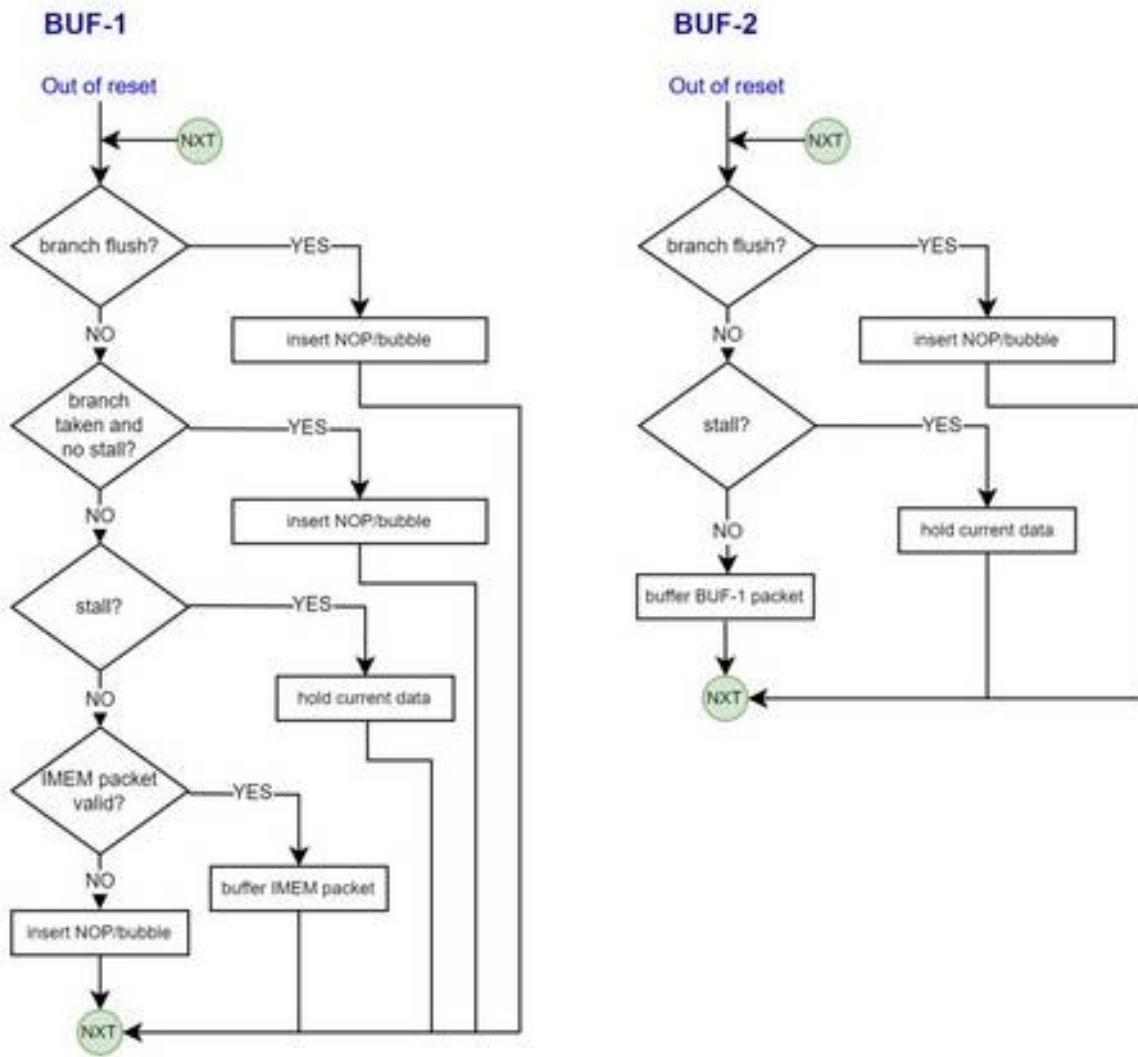 BUF-1
Out of reset
NXT
branch flush?
YES
NO
insert NOP/bubble
branch
taken and
no stall?
YES
NO
insert NOP/bubble
stall?
YES
NO
hold current data
IMEM packet
valid?
YES
NO
buffer IMEM packet
insert NOP/bubble
NXT
BUF-2
Out of reset
NXT
branch flush?
YES
NO
insert NOP/bubble
stall?
YES
NO
hold current data
buffer BUF-1 packet
NXT